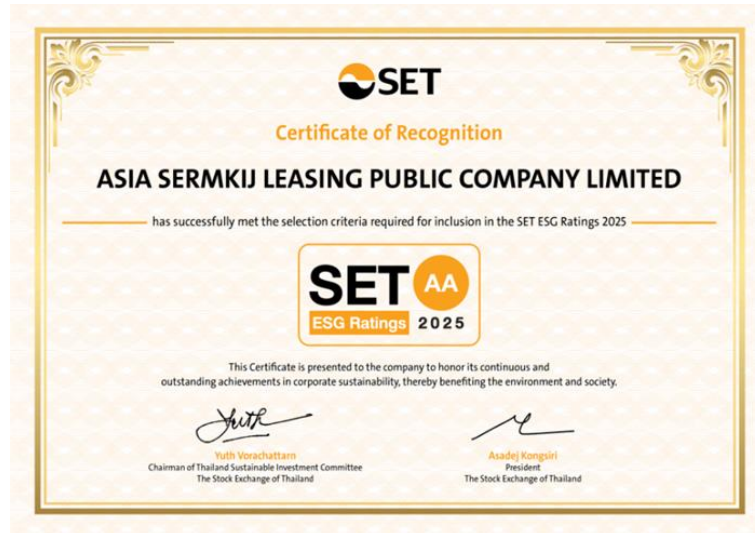 SET
Certificate of Recognition
ASIA SERMKIJ LEASING PUBLIC COMPANY LIMITED
has successfully met the selection criteria required for inclusion in the SET ESG Ratings 2025
SET AA
ESG Ratings 2025
This Certificate is presented to the company to honor its continuous and
outstanding achievements in corporate sustainability, thereby benefiting the environment and society.
Yuth
Yuth Vorachattarn
Chairman of Thailand Sustainable Investment Committee
The Stock Exchange of Thailand
Asadej Kongsiri
President
The Stock Exchange of Thailand